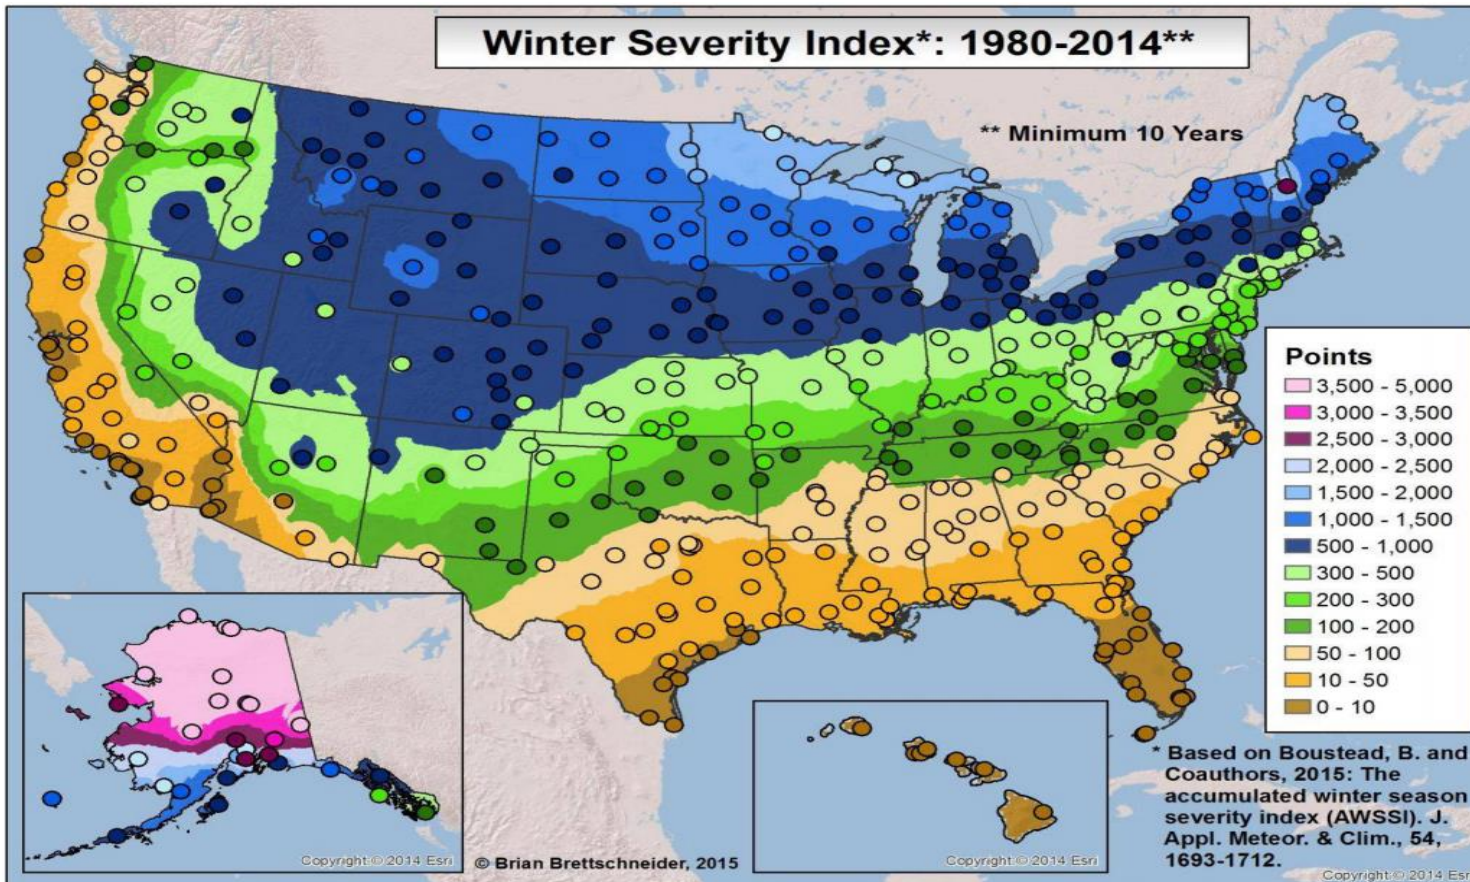 Winter Severity Index*: 1980-2014**
** Minimum 10 Years
Points
3,500 - 5,000
3,000 - 3,500
2,500 - 3,000
2,000 - 2,500
1,500 - 2,000
1,000 - 1,500
500 - 1,000
300 - 500
200 - 300
100 - 200
50 - 100
10 - 50
0 - 10
* Based on Boustead, B. and
Coauthors, 2015: The
accumulated winter season
severity index (AWSSI). J.
Appl. Meteor. & Clim., 54,
1693-1712.
Copyright:© 2014 Esri
© Brian Brettschneider, 2015
Copyright:© 2014 Esri
Copyright:© 2014 Esri